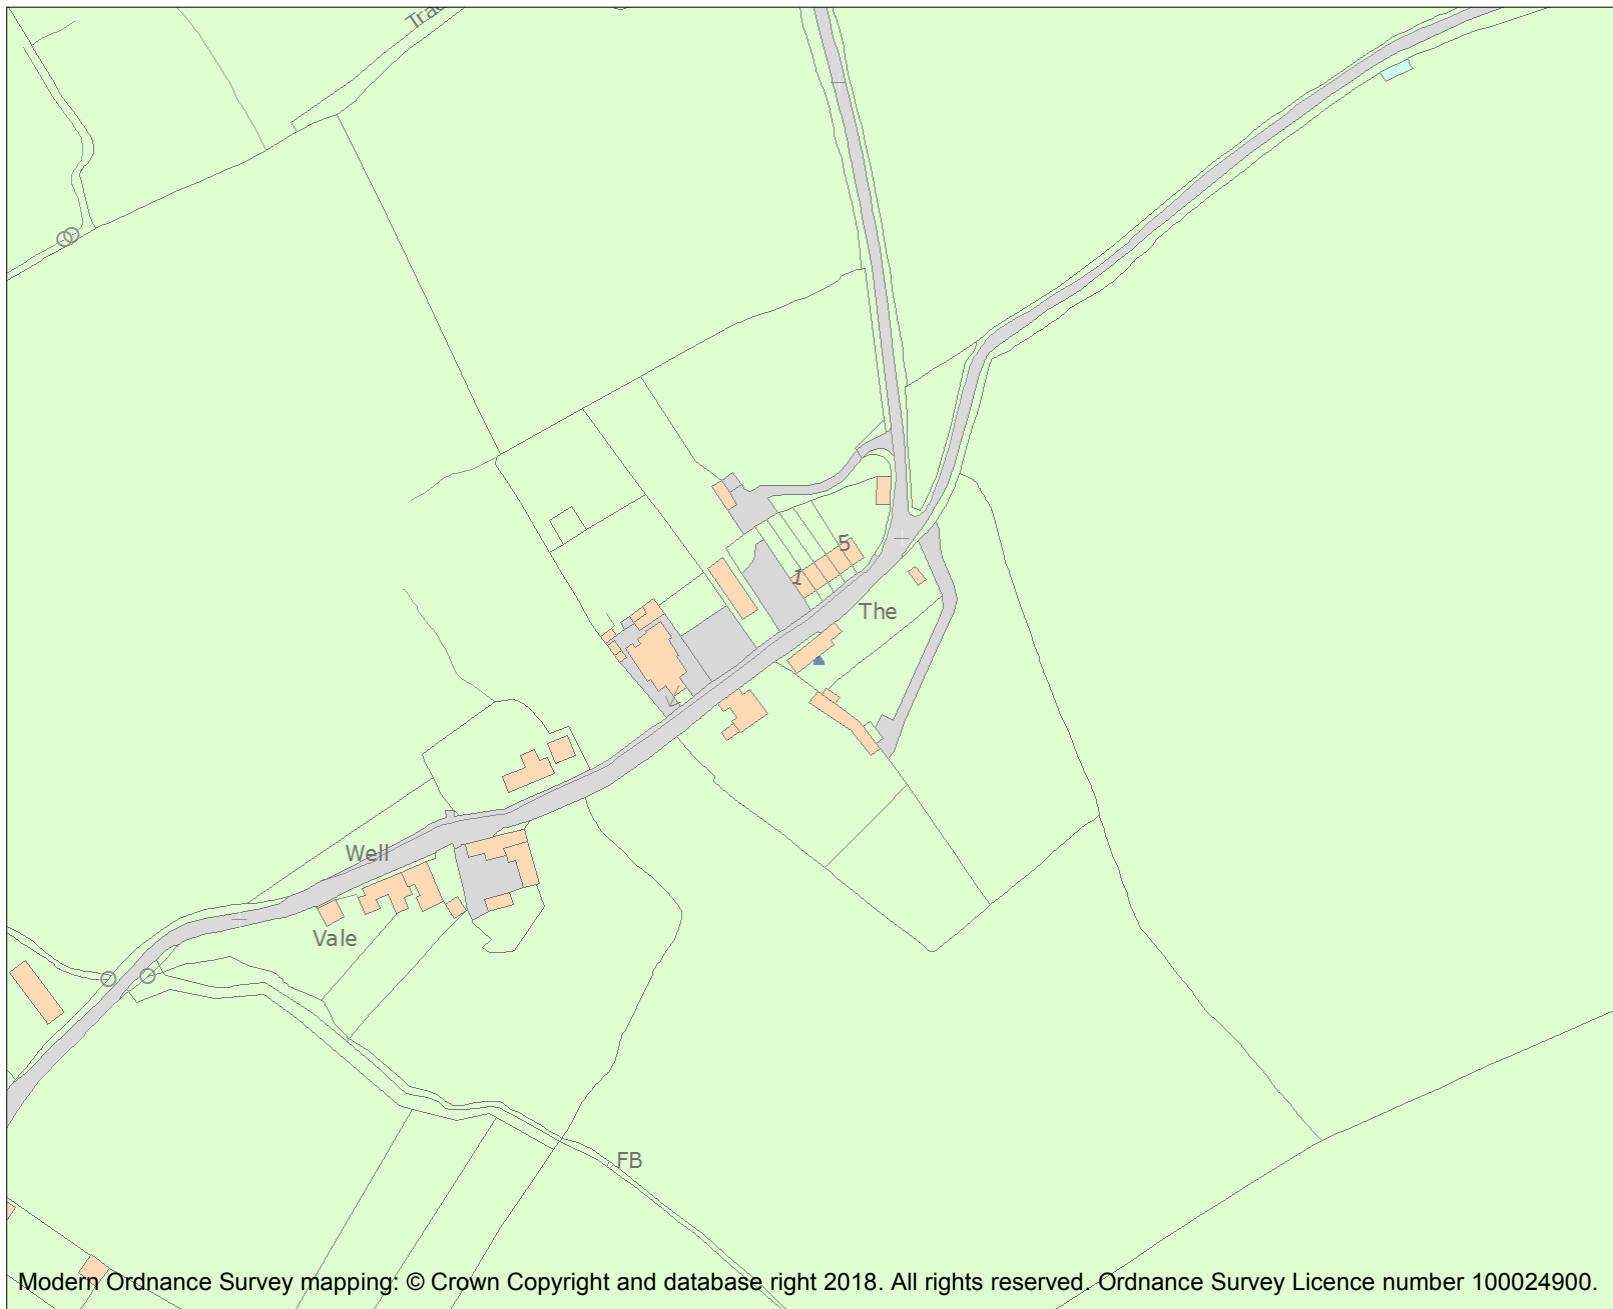 5
1
The
Well
Vale
FB
Modern Ordnance Survey mapping: © Crown Copyright and database right 2018. All rights reserved. Ordnance Survey Licence number 100024900.